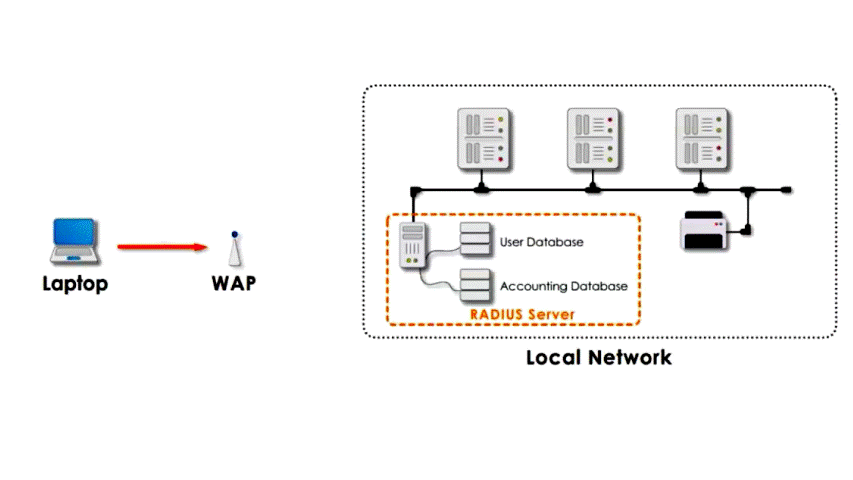 User Database
Accounting Database
RADIUS Server
Laptop
WAP
Local Network